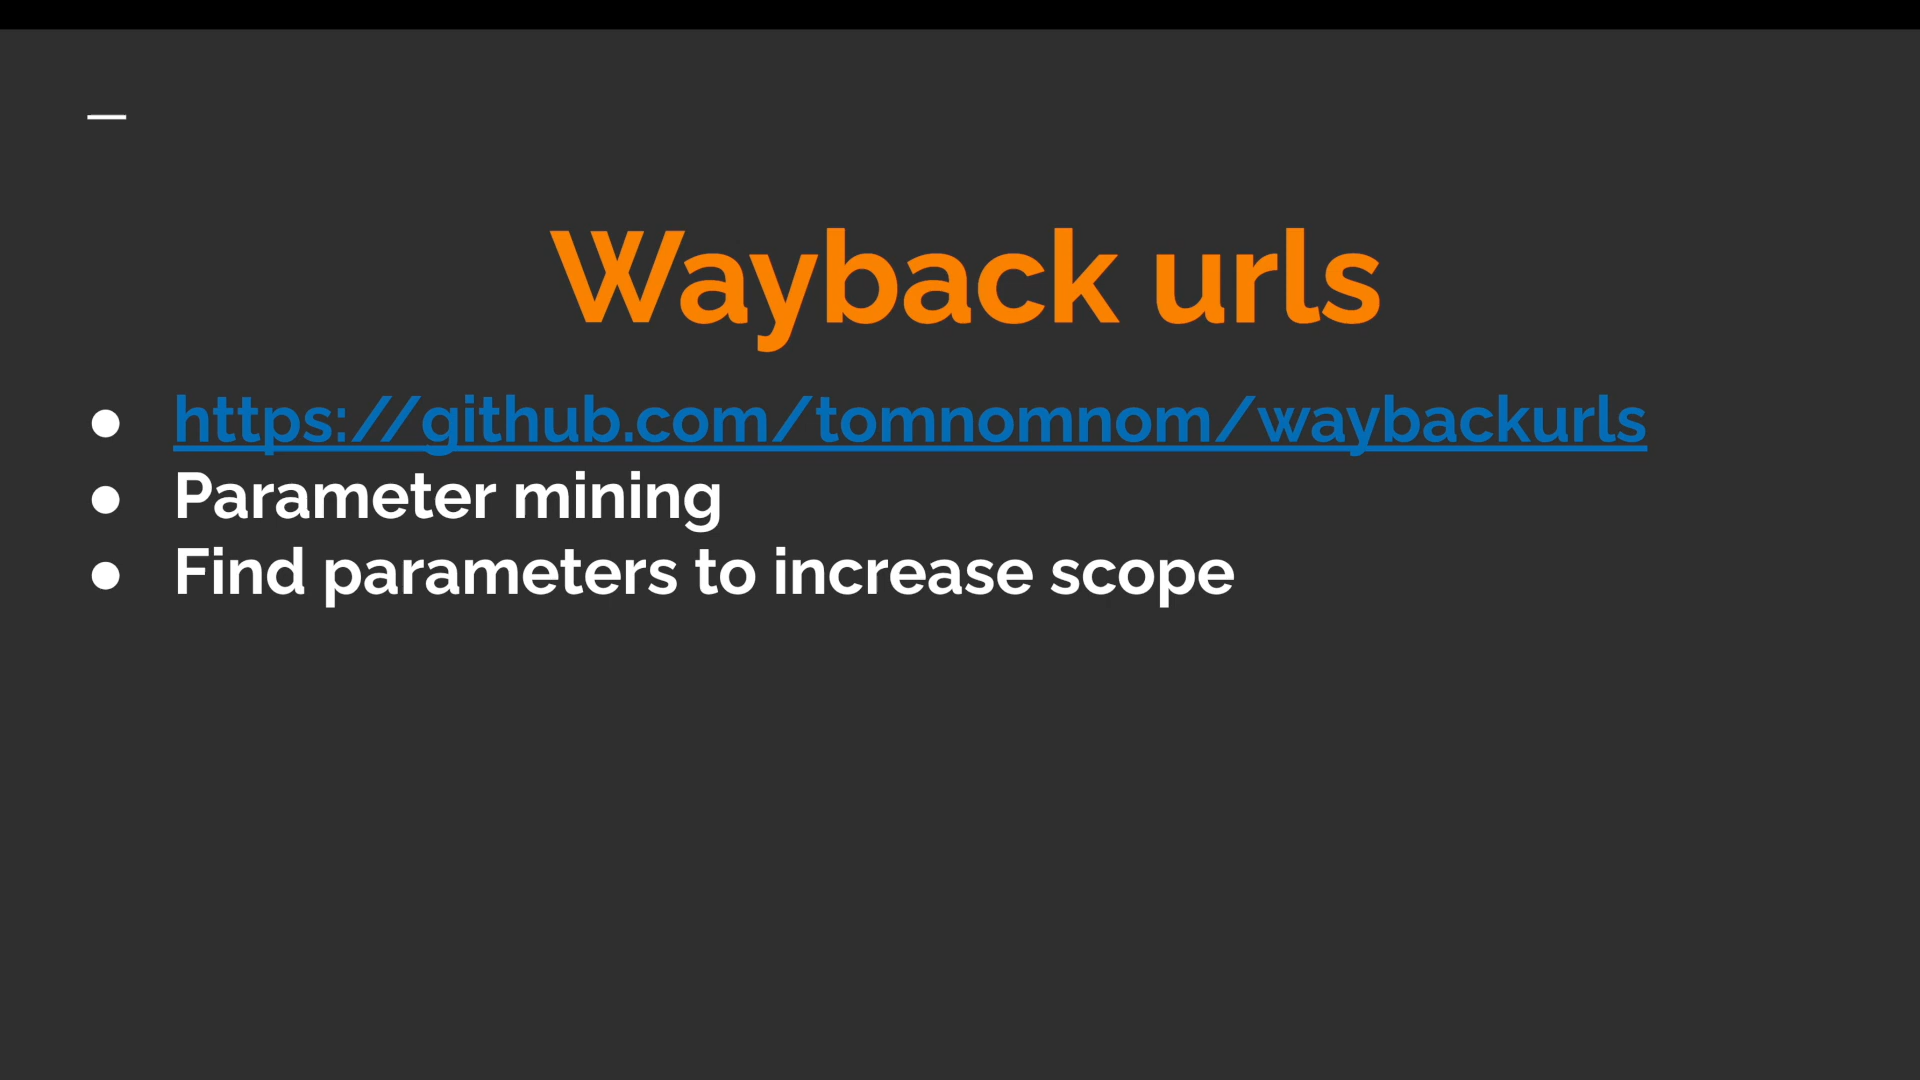 Wayback urls
● https://github.com/tomnomnom/waybackurls
● Parameter mining
● Find parameters to increase scope